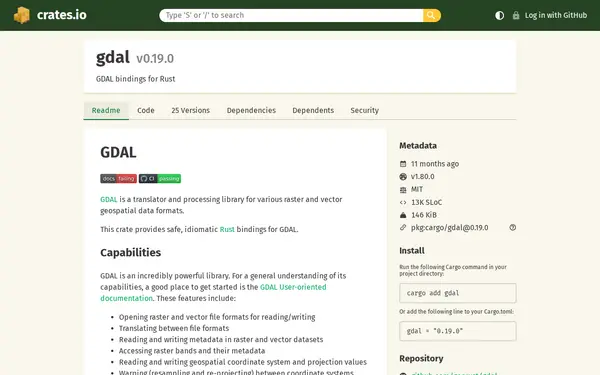 crates.io
Type 'S' or '/' to search
Log in with GitHub
gdal v0.19.0
GDAL bindings for Rust
Readme
Code
25 Versions
Dependencies
Dependents
Security
GDAL
docs failing
CI passing
GDAL is a translator and processing library for various raster and vector
geospatial data formats.
This crate provides safe, idiomatic Rust bindings for GDAL.
Capabilities
GDAL is an incredibly powerful library. For a general understanding of its
capabilities, a good place to get started is the GDAL User-oriented
documentation. These features include:
Opening raster and vector file formats for reading/writing
Translating between file formats
Reading and writing metadata in raster and vector datasets
Accessing raster bands and their metadata
Reading and writing geospatial coordinate system and projection values
Warping (resampling and re-projecting) between coordinate systems
Metadata
11 months ago
v1.80.0
MIT
13K SLoC
146 KiB
pkg:cargo/gdal@0.19.0
Install
Run the following Cargo command in your
project directory:
cargo add gdal
Or add the following line to your Cargo.toml:
gdal = "0.19.0"
Repository